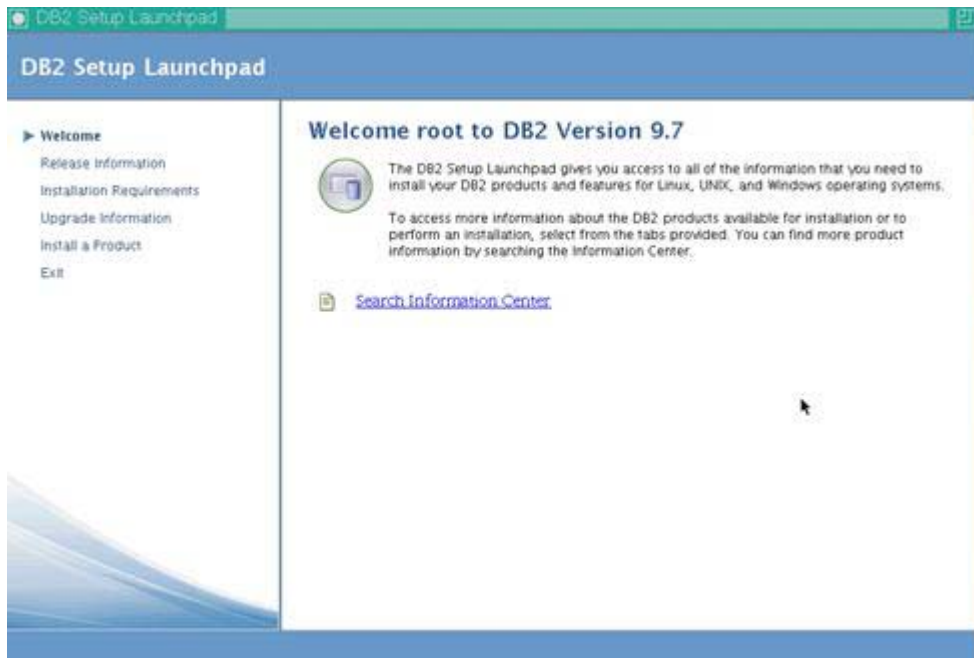 DB2 Setup Launchpad
DB2 Setup Launchpad
Welcome
Release Information
Installation Requirements
Upgrade Information
Install a Product
Exit
Welcome root to DB2 Version 9.7
The DB2 Setup Launchpad gives you access to all of the information that you need to
install your DB2 products and features for Linux, UNIX, and Windows operating systems.
To access more information about the DB2 products available for installation or to
perform an installation, select from the tabs provided. You can find more product
information by searching the Information Center.
Search Information Center